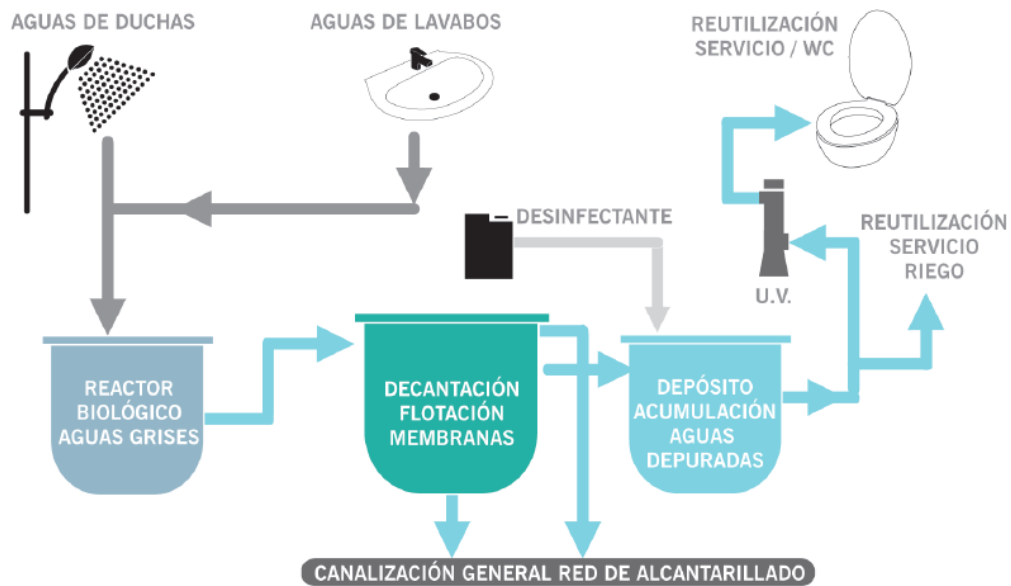 AGUAS DE DUCHAS
AGUAS DE LAVABOS
REUTILIZACIÓN
SERVICIO / WC
DESINFECTANTE
REUTILIZACIÓN
SERVICIO
RIEGO
U.V.
REACTOR
BIOLÓGICO
AGUAS GRISES
DECANTACIÓN
FLOTACIÓN
MEMBRANAS
DEPÓSITO
ACUMULACIÓN
AGUAS
DEPURADAS
CANALIZACIÓN GENERAL RED DE ALCANTARILLADO